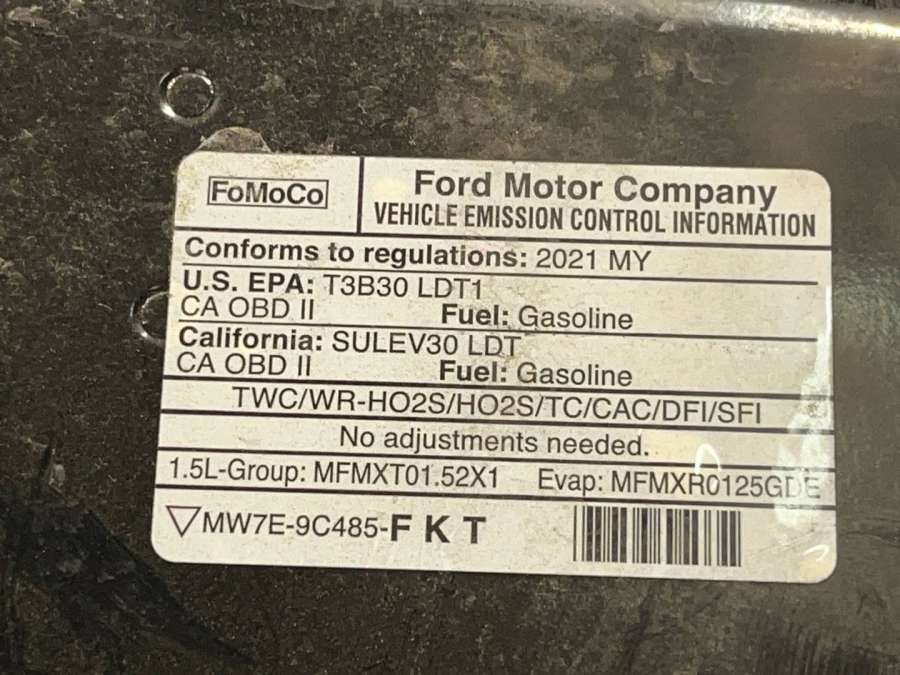 FoMoCo
Ford Motor Company
VEHICLE EMISSION CONTROL INFORMATION
Conforms to regulations: 2021 MY
U.S. EPA: T3B30 LDT1
CA OBD II Fuel: Gasoline
California: SULEV30 LDT
CA OBD II Fuel: Gasoline
TWC/WR-HO2S/HO2S/TC/CAC/DFI/SFI
No adjustments needed.
1.5L-Group: MFMXT01.52X1 Evap: MFMXR0125GDE
MW7E-9C485-FKT